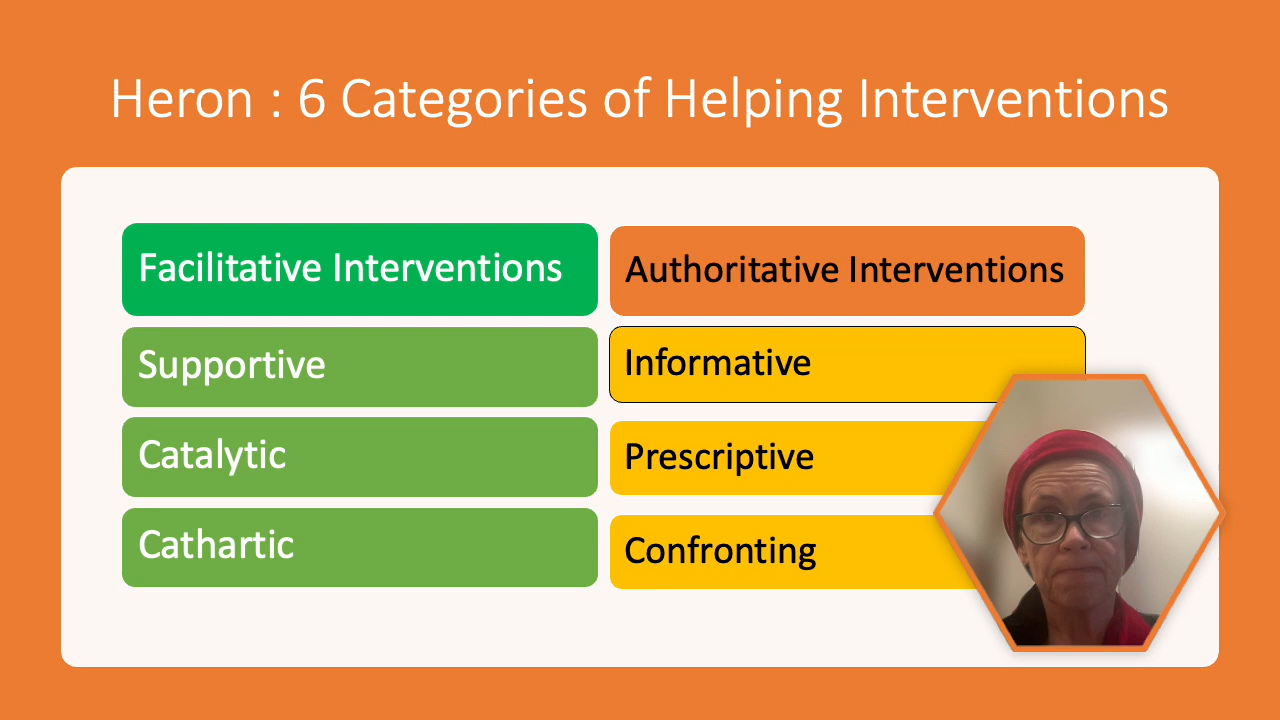 Heron : 6 Categories of Helping Interventions
Facilitative Interventions
Authoritative Interventions
Supportive
Informative
Catalytic
Prescriptive
Cathartic
Confronting